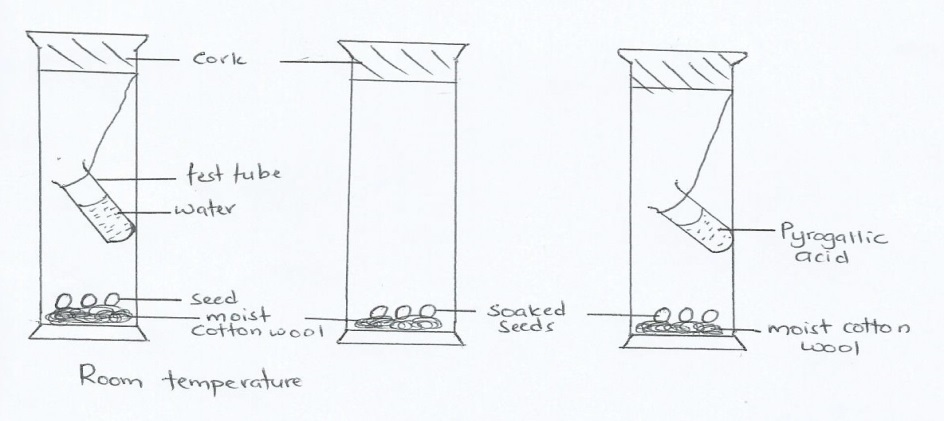 Cork
test tube
water
Seed
moist
cotton wool
Room temperature
Soaked
Seeds
Pyrogallic
acid
moist cotton
wool